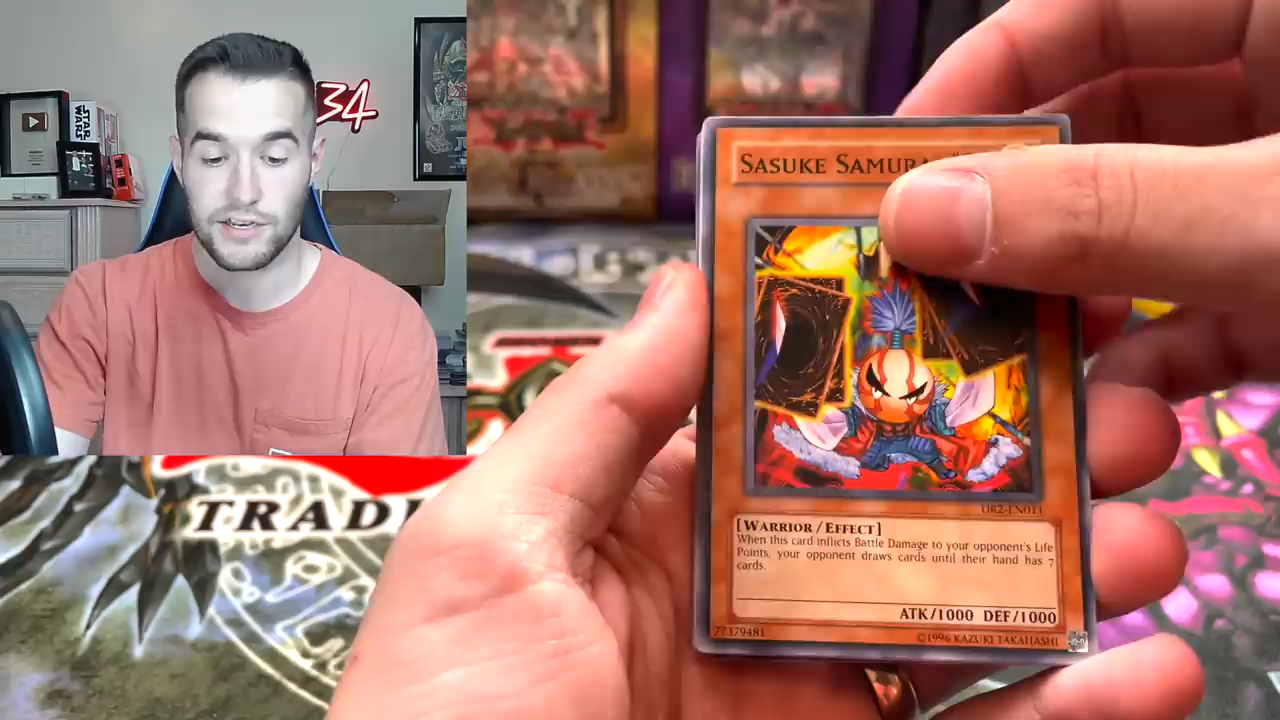 34
STAR
WARS
TRADI
SASUKE SAMURA
DR2-EN011
[WARRIOR/EFFECT]
When this card inflicts Battle Damage to your opponent's Life
Points, your opponent draws cards until their hand has 7
cards.
ATK/1000 DEF/1000
77379481
©1996 KAZUKI TAKAHASHI